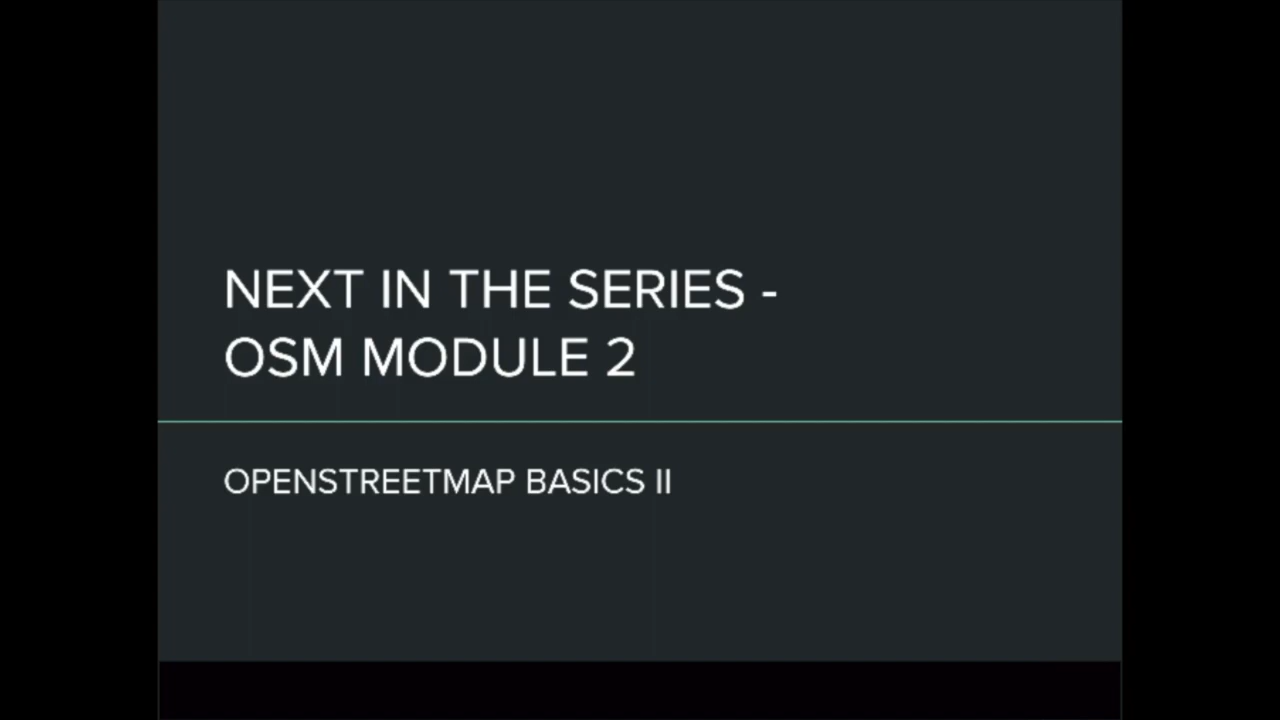 NEXT IN THE SERIES -
OSM MODULE 2
OPENSTREETMAP BASICS II